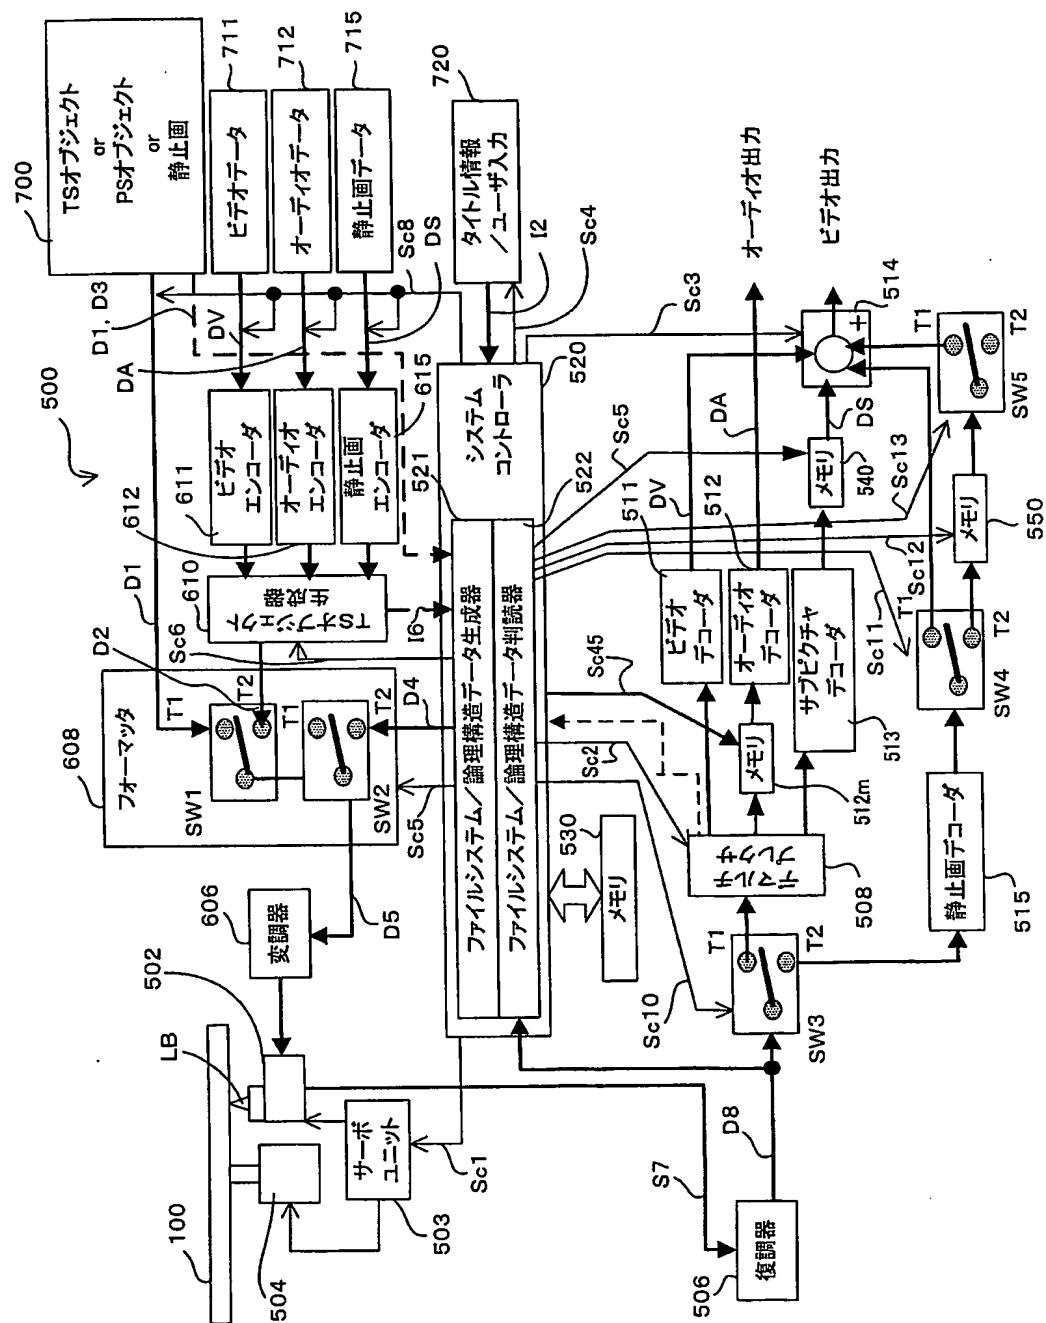 500
700
TSオブジェクト
or
PSオブジェクト
or
静止画
711
ビデオデータ
712
オーディオデータ
715
静止画データ
720
タイトル情報
/ユーザ入力
D1, D3
DV
DA
DS
Sc8
I2
Sc4
D1
611
ビデオ
エンコーダ
612
オーディオ
エンコーダ
615
静止画
エンコーダ
610
TSオブジェクト
生成器
D2
Sc6
I6
608
フォーマッタ
T1
T2
SW1
T1
T2
SW2
D4
Sc5
D5
606
変調器
502
LB
100
504
サーボ
ユニット
503
Sc1
520
システム
コントローラ
521
ファイルシステム/論理構造データ生成器
522
ファイルシステム/論理構造データ判読器
530
メモリ
S7
506
復調器
D8
Sc10
SW3
T1
T2
Sc2
508
デマルチ
プレクサ
Sc45
512m
メモリ
511
ビデオ
デコーダ
512
オーディオ
デコーダ
513
サブピクチャ
デコーダ
DV
DA
Sc5
540
メモリ
DS
Sc3
514
+
オーディオ出力
ビデオ出力
515
静止画デコーダ
Sc11
Sc12
Sc13
SW4
T1
T2
550
メモリ
SW5
T1
T2